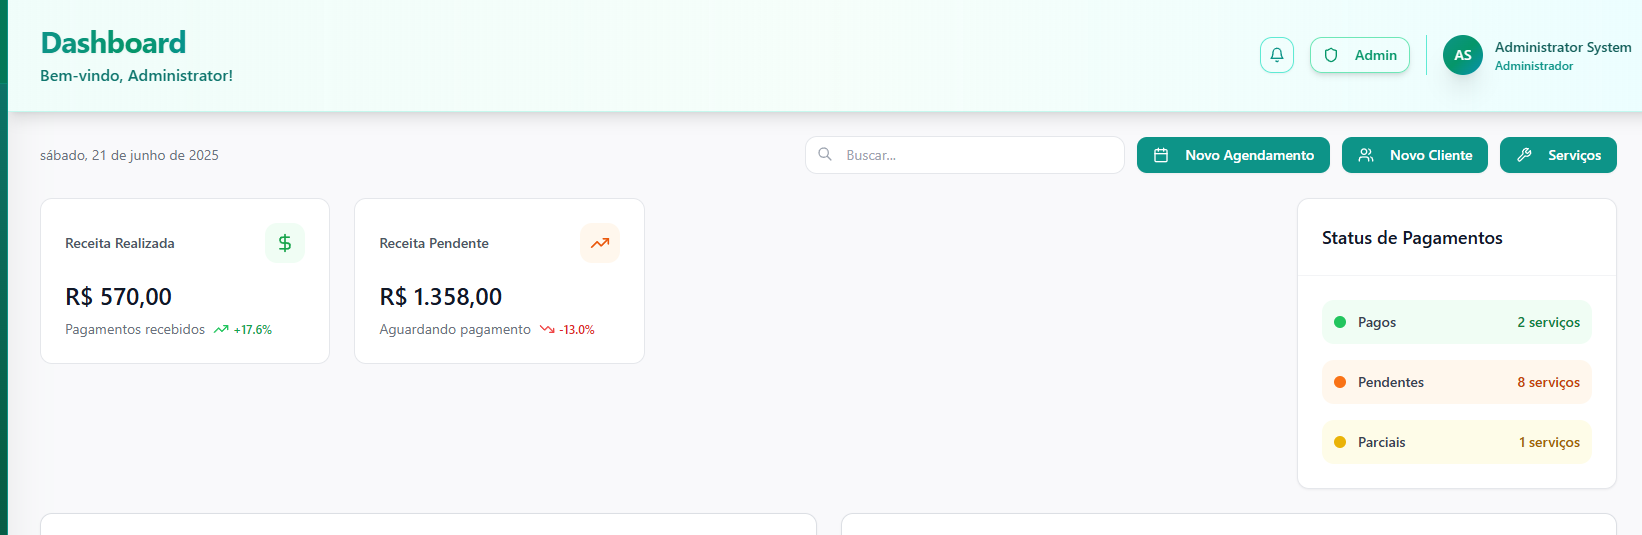 Dashboard
Bem-vindo, Administrator!
Admin
AS
Administrator System
Administrador
sábado, 21 de junho de 2025
Buscar...
Novo Agendamento
Novo Cliente
Serviços
Receita Realizada
R$ 570,00
Pagamentos recebidos +17.6%
Receita Pendente
R$ 1.358,00
Aguardando pagamento -13.0%
Status de Pagamentos
Pagos 2 serviços
Pendentes 8 serviços
Parciais 1 serviços